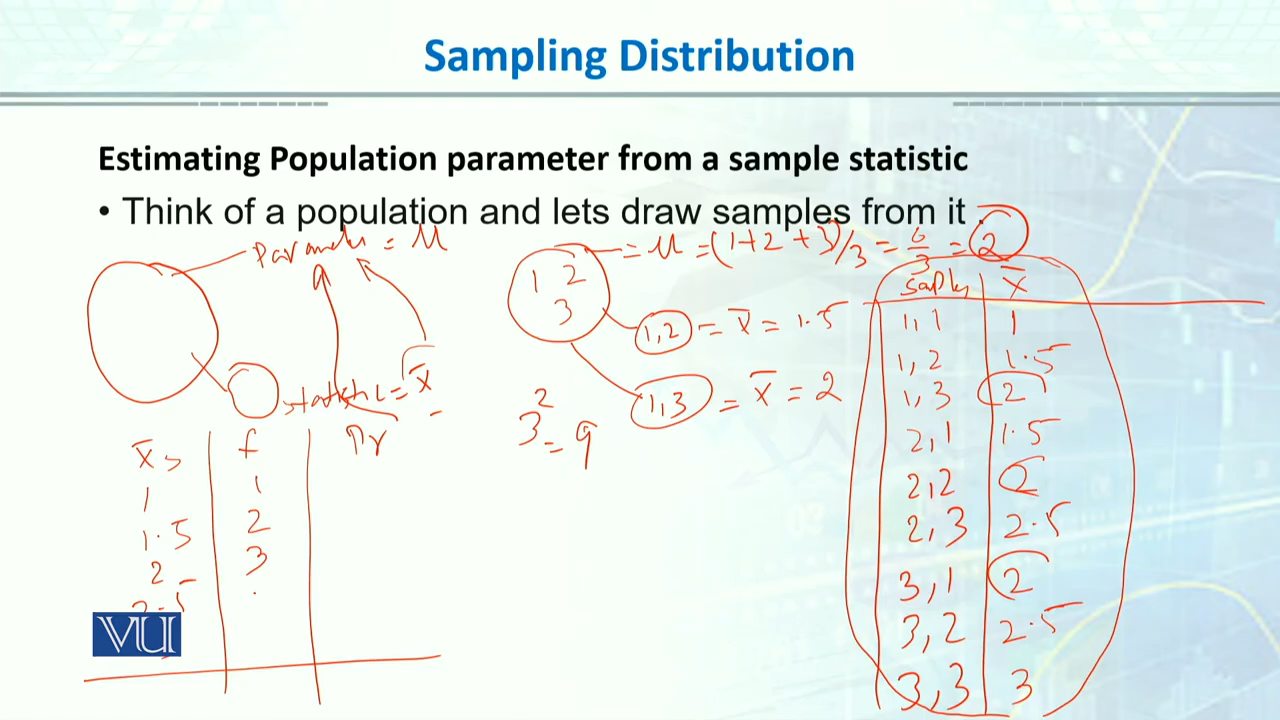 Sampling Distribution
Estimating Population parameter from a sample statistic
• Think of a population and lets draw samples from it .
Parameter = μ
1 2
3
= μ = (1+2+3)/3 = 6/3 = 2
1,2 = x̄ = 1.5
1,3 = x̄ = 2
statistic = x̄
3² = 9
x̄ f Pr
1 1
1.5 2
2 3
2.5
x̄
1,1 1
1,2 1.5
1,3 2
2,1 1.5
2,2 2
2,3 2.5
3,1 2
3,2 2.5
3,3 3
VU